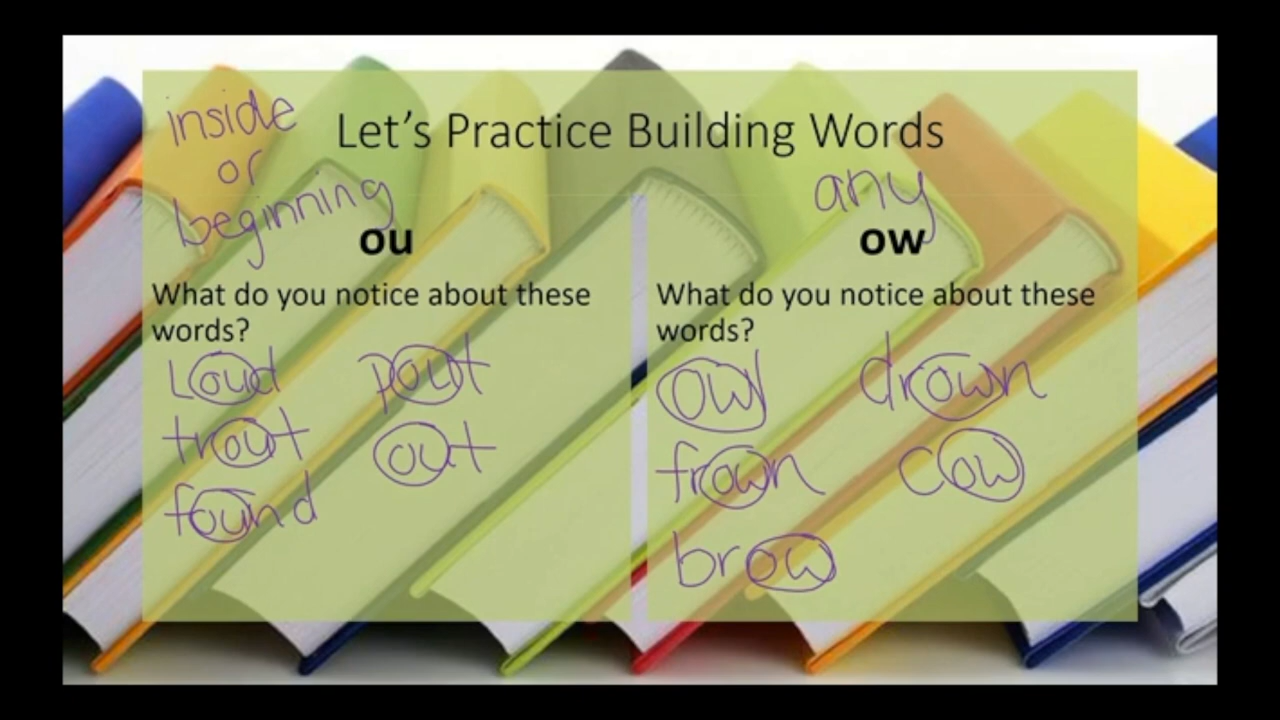 inside
or
beginning
Let's Practice Building Words
any
ou
What do you notice about these
words?
Loud pout
trout out
found
ow
What do you notice about these
words?
owl drown
frown cow
brow